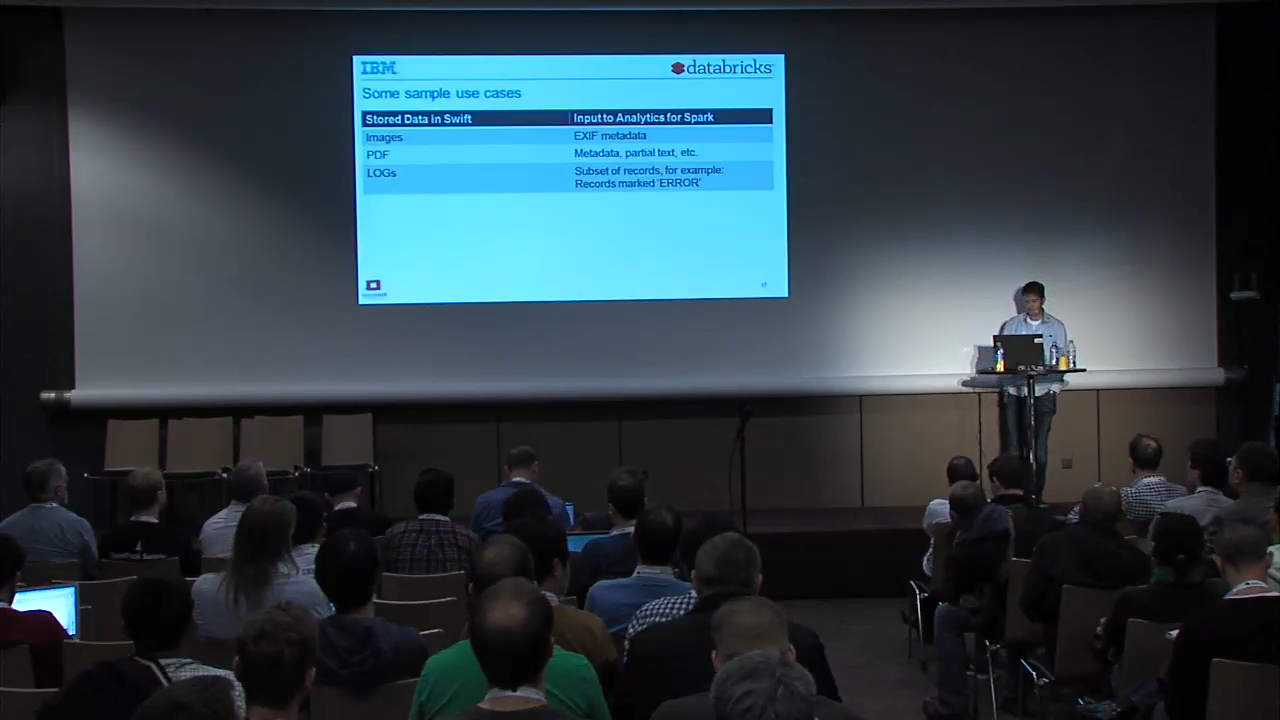 IBM
databricks
Some sample use cases
Stored Data in Swift
Input to Analytics for Spark
Images
EXIF metadata
PDF
Metadata, partial text, etc.
LOGs
Subset of records, for example:
Records marked 'ERROR'
17